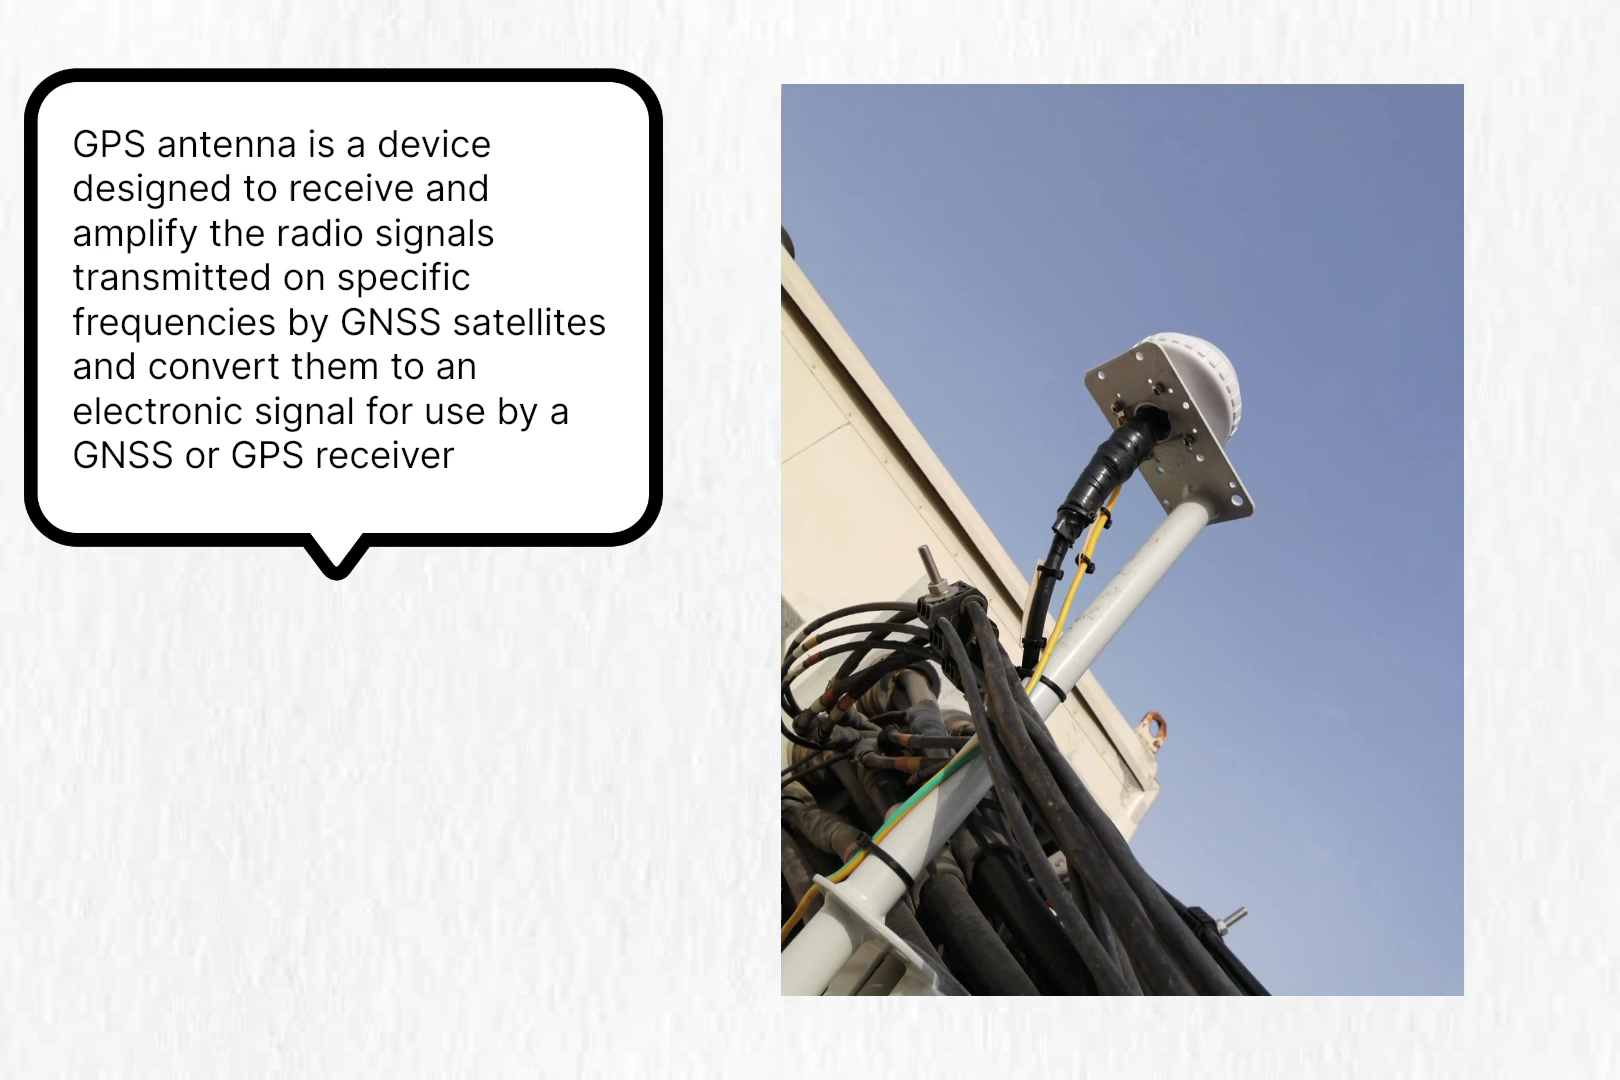 GPS antenna is a device
designed to receive and
amplify the radio signals
transmitted on specific
frequencies by GNSS satellites
and convert them to an
electronic signal for use by a
GNSS or GPS receiver